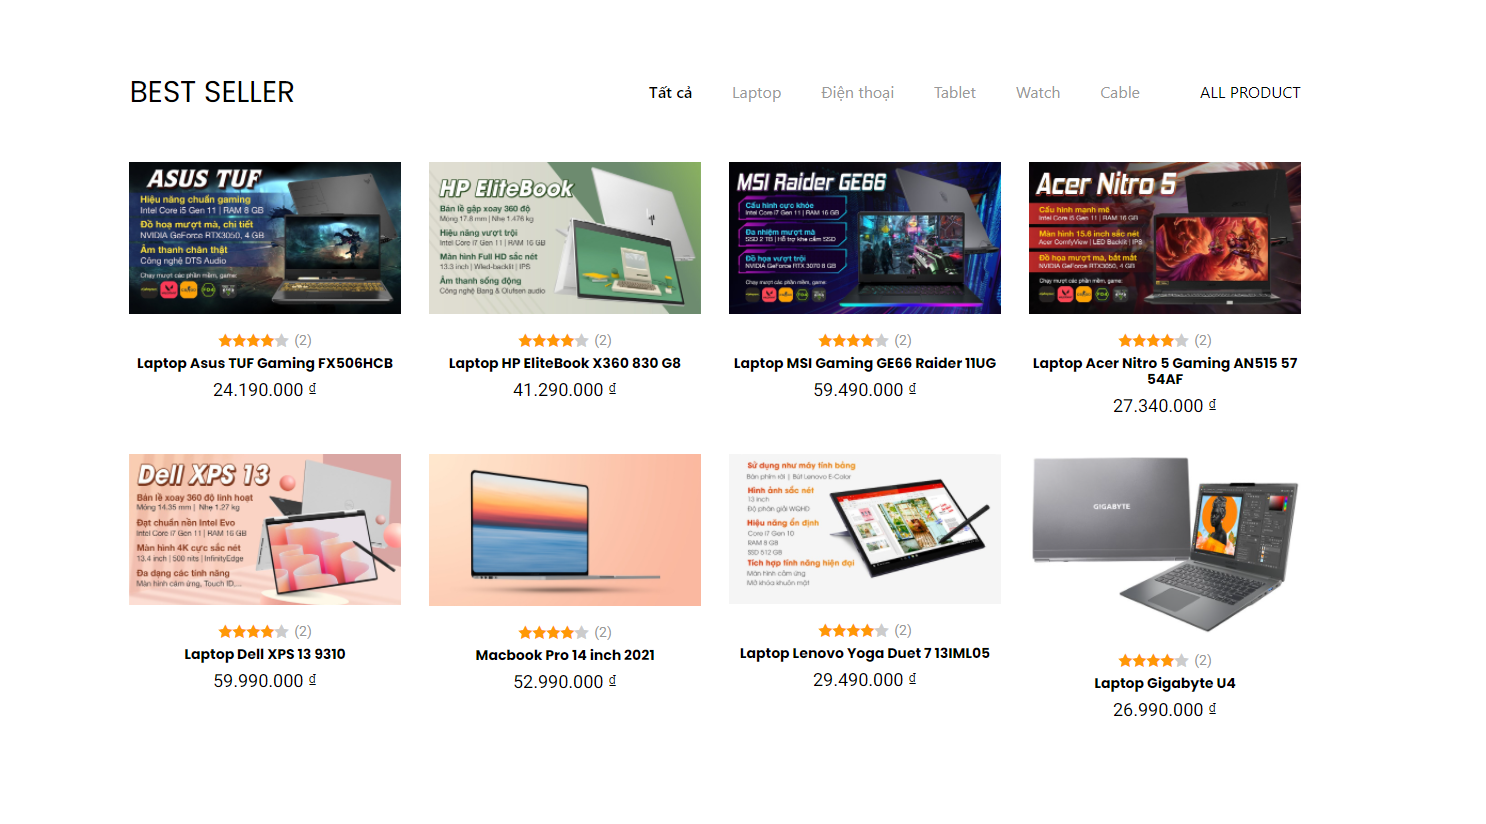 BEST SELLER
Tất cả
Laptop
Điện thoại
Tablet
Watch
Cable
ALL PRODUCT
ASUS TUF
Hiệu năng chuẩn gaming
Intel Core i5 Gen 11 | RAM 8 GB
Đồ hoạ mượt mà, chi tiết
NVIDIA GeForce RTX3050, 4 GB
Âm thanh chân thật
Công nghệ DTS Audio
Chạy mượt các phần mềm, game:
(2)
Laptop Asus TUF Gaming FX506HCB
24.190.000 ₫
HP EliteBook
Bản lề gập xoay 360 độ
Mỏng 17.8 mm | Nhẹ 1.476 kg
Hiệu năng vượt trội
Intel Core i7 Gen 11 | RAM 16 GB
Màn hình Full HD sắc nét
13.3 inch | Wled-backlit | IPS
Âm thanh sống động
Công nghệ Bang & Olufsen audio
(2)
Laptop HP EliteBook X360 830 G8
41.290.000 ₫
MSI Raider GE66
Cấu hình cực khỏe
Intel Core i7 Gen 11 | RAM 16 GB
Đa nhiệm mượt mà
SSD 2 TB | Hỗ trợ khe cắm SSD
Đồ họa vượt trội
NVIDIA GeForce RTX 3070 8 GB
Chạy mượt các phần mềm, game:
(2)
Laptop MSI Gaming GE66 Raider 11UG
59.490.000 ₫
Acer Nitro 5
Cấu hình mạnh mẽ
Intel Core i5 Gen 11 | RAM 16 GB
Màn hình 15.6 inch sắc nét
Acer ComfyView | LED Backlit | IPS
Đồ họa mượt mà, bắt mắt
NVIDIA GeForce RTX3050, 4 GB
Chạy mượt các phần mềm, game:
(2)
Laptop Acer Nitro 5 Gaming AN515 57
54AF
27.340.000 ₫
Dell XPS 13
Bản lề xoay 360 độ linh hoạt
Mỏng 14.35 mm | Nhẹ 1.27 kg
Đạt chuẩn nền Intel Evo
Intel Core i7 Gen 11 | RAM 16 GB
Màn hình 4K cực sắc nét
13.4 inch | 500 nits | InfinityEdge
Đa dạng các tính năng
Màn hình cảm ứng, Touch ID,...
(2)
Laptop Dell XPS 13 9310
59.990.000 ₫
(2)
Macbook Pro 14 inch 2021
52.990.000 ₫
Sử dụng như máy tính bảng
Bàn phím rời | Bút Lenovo E-Color
Hình ảnh sắc nét
13 inch
Độ phân giải WQHD
Hiệu năng ổn định
Core i7 Gen 10
RAM 8 GB
SSD 512 GB
Tích hợp tính năng hiện đại
Màn hình cảm ứng
Mở khóa khuôn mặt
(2)
Laptop Lenovo Yoga Duet 7 13IML05
29.490.000 ₫
GIGABYTE
(2)
Laptop Gigabyte U4
26.990.000 ₫